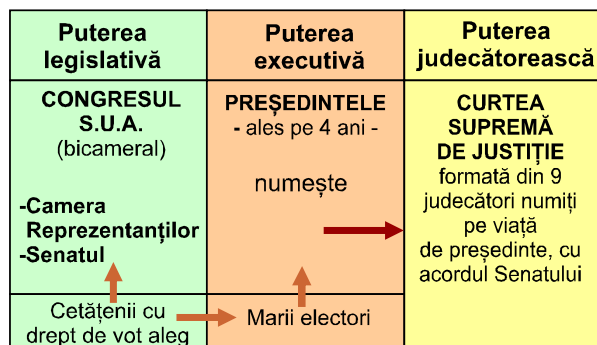 Puterea
legislativă
Puterea
executivă
Puterea
judecătorească
CONGRESUL
S.U.A.
(bicameral)
-Camera
Reprezentanților
-Senatul
PREȘEDINTELE
- ales pe 4 ani -
numește
CURTEA
SUPREMĂ
DE JUSTIȚIE
formată din 9
judecători numiți
pe viață
de președinte, cu
acordul Senatului
Cetățenii cu
drept de vot aleg
Marii electori